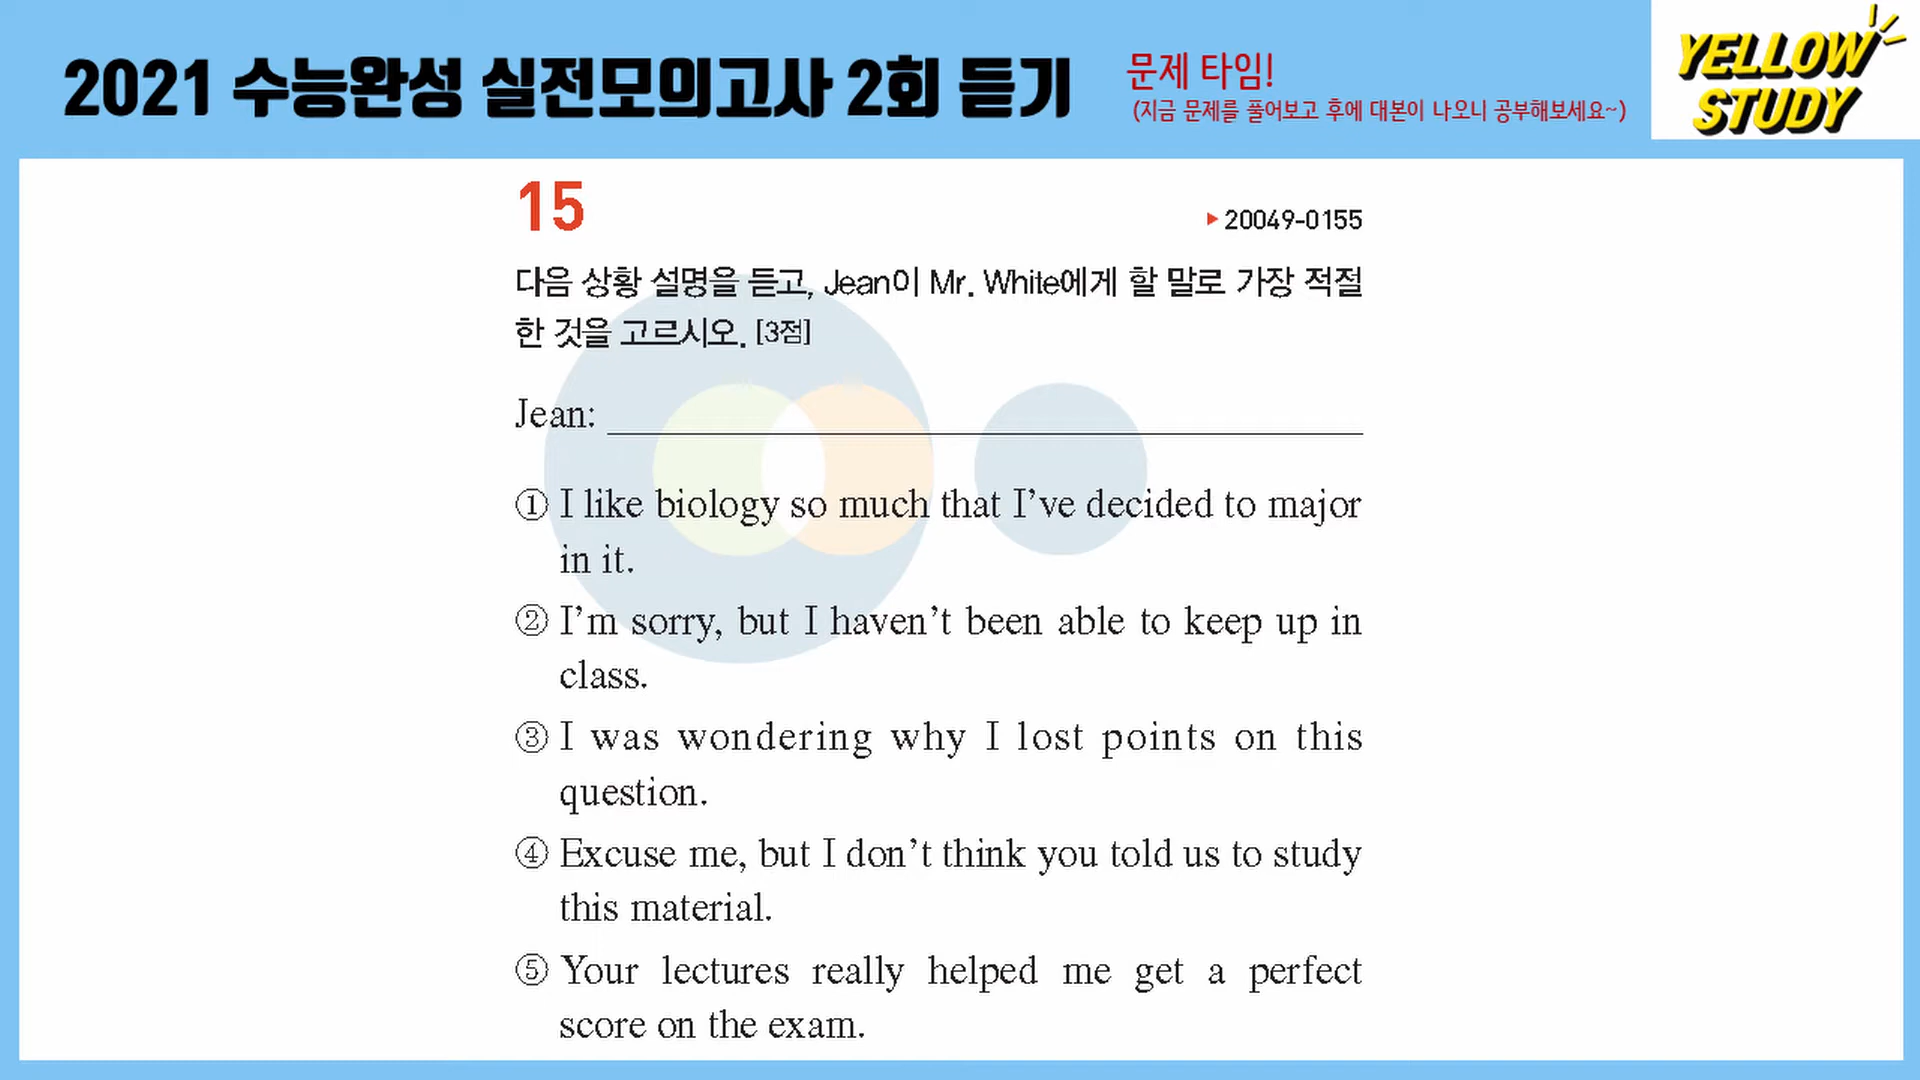 2021 수능완성 실전모의고사 2회 듣기
문제 타임!
(지금 문제를 풀어보고 후에 대본이 나오니 공부해보세요~)
YELLOW
STUDY
15
▶20049-0155
다음 상황 설명을 듣고, Jean이 Mr. White에게 할 말로 가장 적절
한 것을 고르시오. [3점]
Jean:
① I like biology so much that I’ve decided to major
in it.
② I’m sorry, but I haven’t been able to keep up in
class.
③ I was wondering why I lost points on this
question.
④ Excuse me, but I don’t think you told us to study
this material.
⑤ Your lectures really helped me get a perfect
score on the exam.